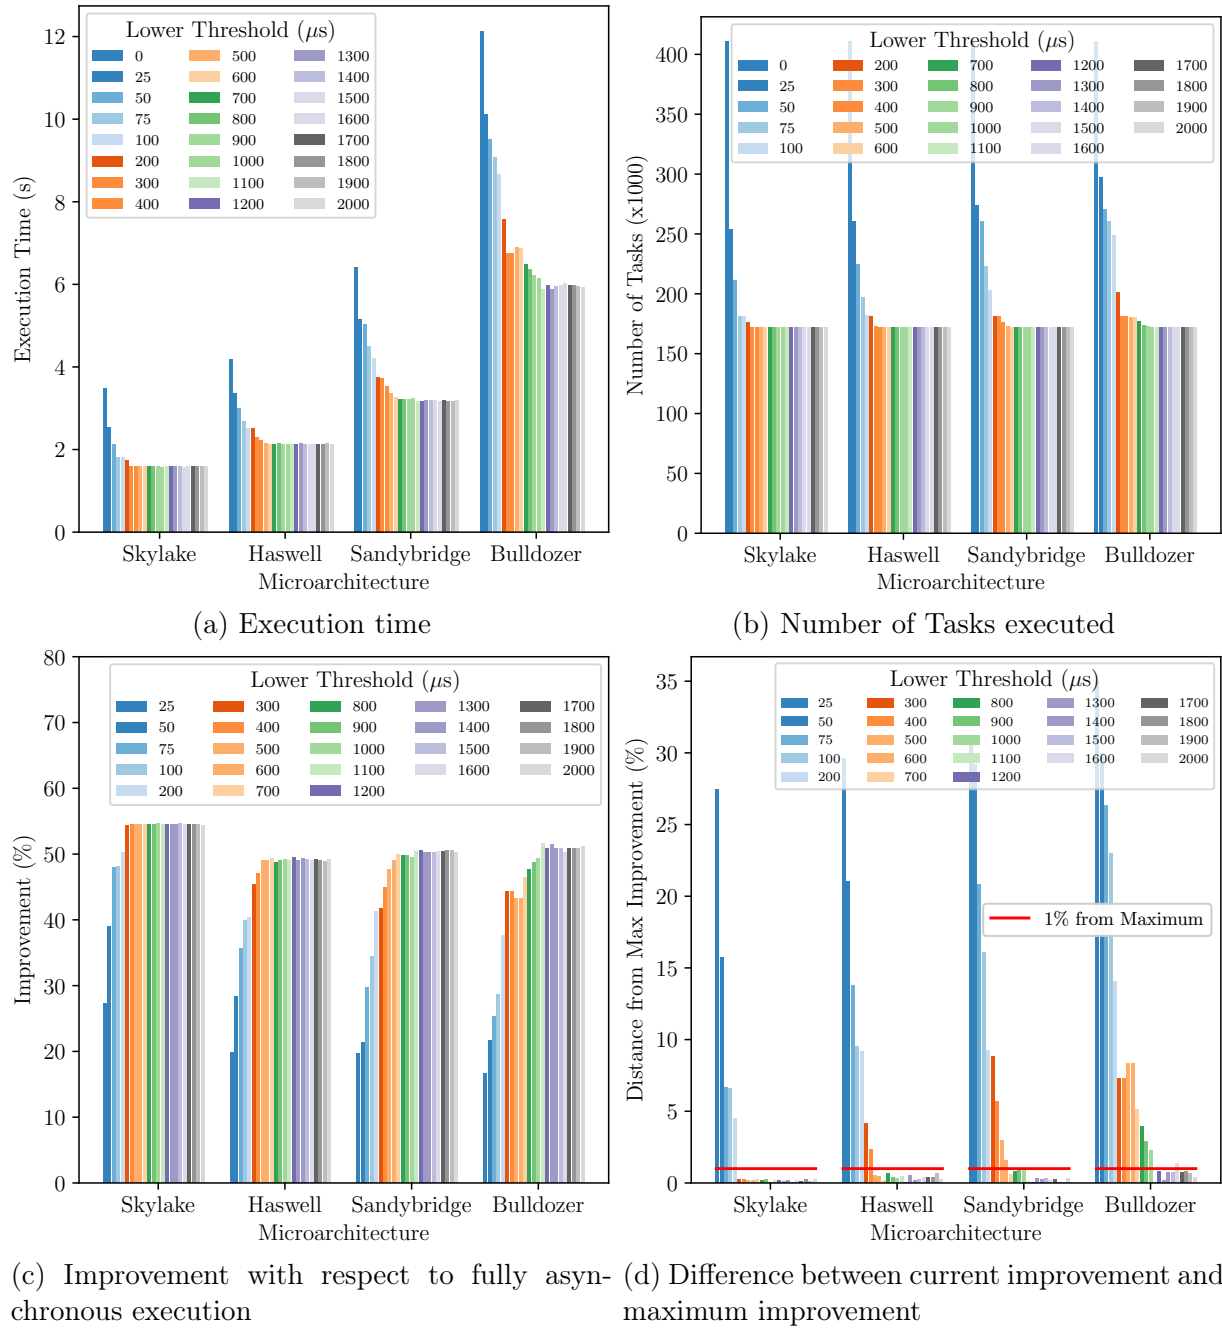 Lower Threshold (μs)
0 500 1300
25 600 1400
50 700 1500
75 800 1600
100 900 1700
200 1000 1800
300 1100 1900
400 1200 2000
12
10
8
6
4
2
0
Execution Time (s)
Skylake Haswell Sandybridge Bulldozer
Microarchitecture
(a) Execution time
Lower Threshold (μs)
0 200 700 1200 1700
25 300 800 1300 1800
50 400 900 1400 1900
75 500 1000 1500 2000
100 600 1100 1600
400
350
300
250
200
150
100
50
0
Number of Tasks (x1000)
Skylake Haswell Sandybridge Bulldozer
Microarchitecture
(b) Number of Tasks executed
Lower Threshold (μs)
25 300 800 1300 1700
50 400 900 1400 1800
75 500 1000 1500 1900
100 600 1100 1600 2000
200 700 1200
80
70
60
50
40
30
20
10
0
Improvement (%)
Skylake Haswell Sandybridge Bulldozer
Microarchitecture
(c) Improvement with respect to fully asyn-
chronous execution
Lower Threshold (μs)
25 300 800 1300 1700
50 400 900 1400 1800
75 500 1000 1500 1900
100 600 1100 1600 2000
200 700 1200
35
30
25
20
15
10
5
0
Distance from Max Improvement (%)
1% from Maximum
Skylake Haswell Sandybridge Bulldozer
Microarchitecture
(d) Difference between current improvement and
maximum improvement